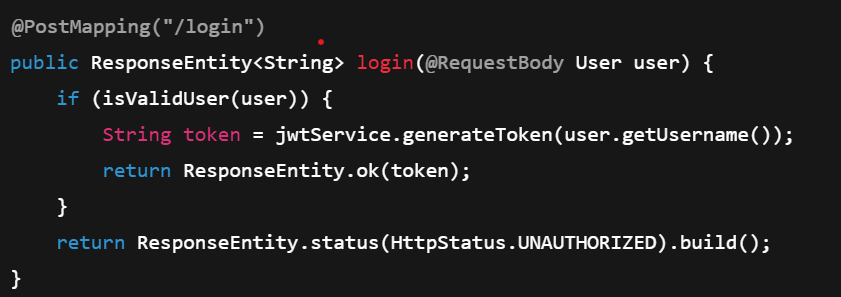 @PostMapping("/login")
public ResponseEntity<String> login(@RequestBody User user) {
    if (isValidUser(user)) {
        String token = jwtService.generateToken(user.getUsername());
        return ResponseEntity.ok(token);
    }
    return ResponseEntity.status(HttpStatus.UNAUTHORIZED).build();
}